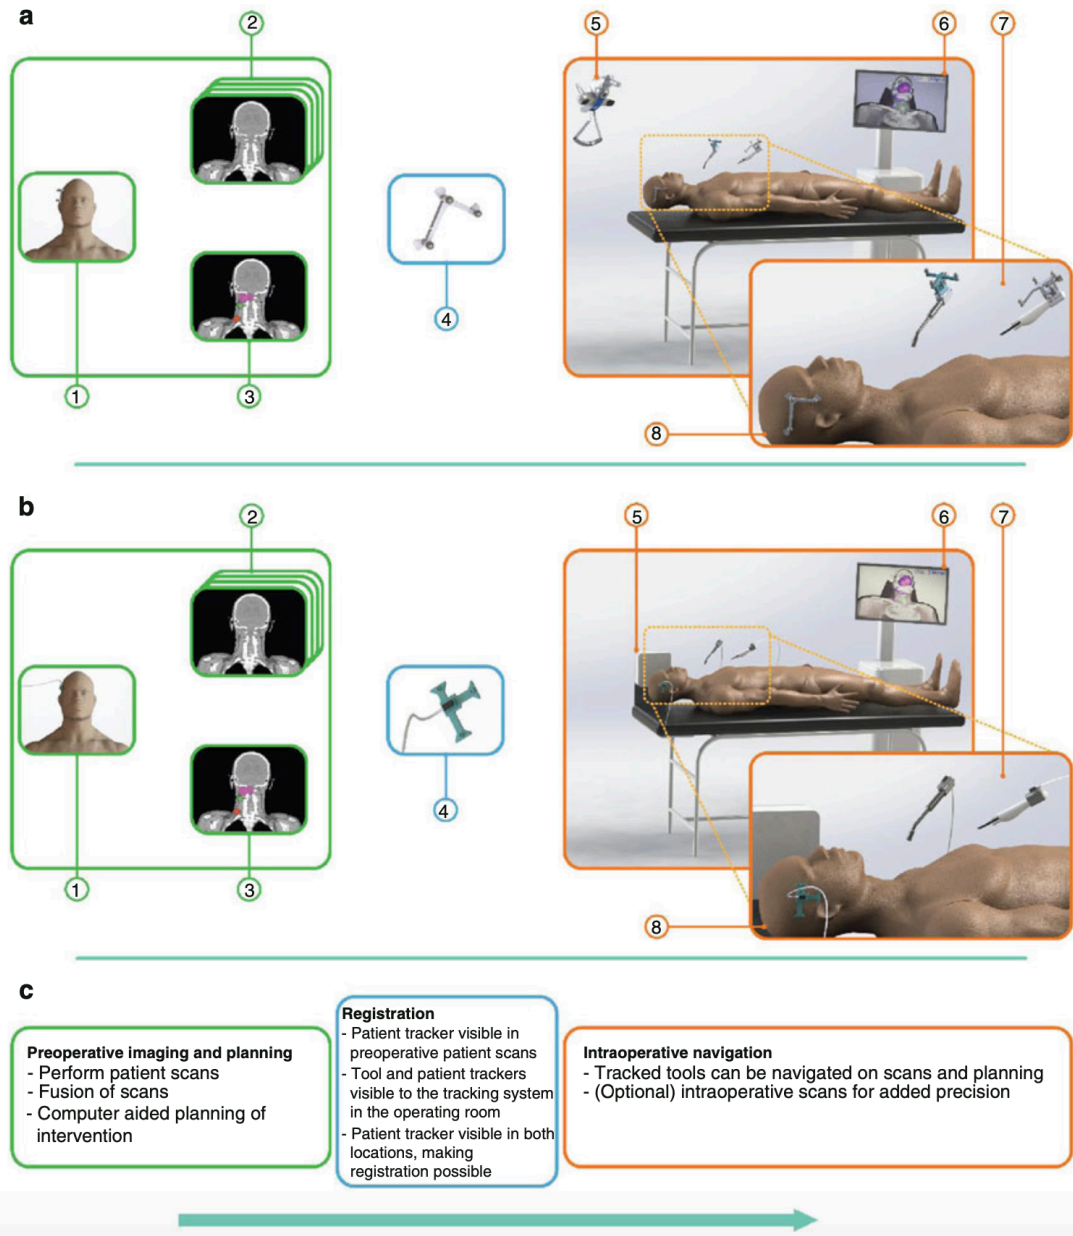 a
2
5
6
7
4
1
3
8
b
2
5
6
7
4
1
3
8
c
Preoperative imaging and planning
- Perform patient scans
- Fusion of scans
- Computer aided planning of
intervention
Registration
- Patient tracker visible in
preoperative patient scans
- Tool and patient trackers
visible to the tracking system
in the operating room
- Patient tracker visible in both
locations, making
registration possible
Intraoperative navigation
- Tracked tools can be navigated on scans and planning
- (Optional) intraoperative scans for added precision